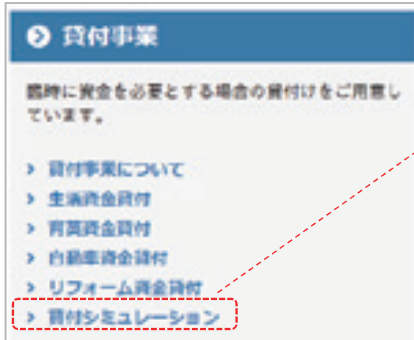 貸付事業
臨時に資金を必要とする場合の貸付けをご用意し
ています。
貸付事業について
生活資金貸付
育英資金貸付
自動車資金貸付
リフォーム資金貸付
貸付シミュレーション